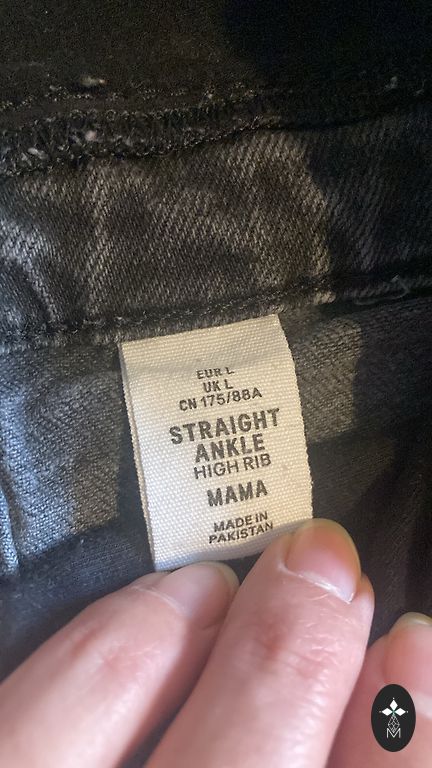 EUR L
UK L
CN 175/88A
STRAIGHT
ANKLE
HIGH RIB
MAMA
MADE IN
PAKISTAN
M